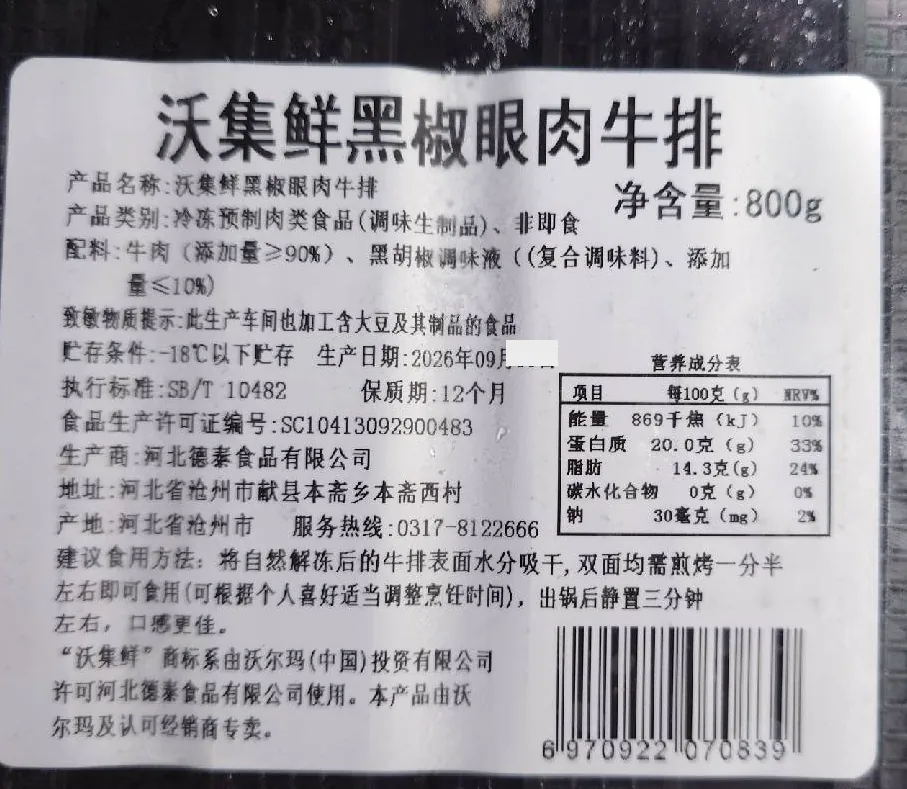 沃集鲜黑椒眼肉牛排
产品名称:沃集鲜黑椒眼肉牛排
净含量:800g
产品类别:冷冻预制肉类食品(调味生制品)、非即食
配料:牛肉(添加量≥90%)、黑胡椒调味液((复合调味料)、添加
量≤10%)
致敏物质提示:此生产车间也加工含大豆及其制品的食品
贮存条件:-18℃以下贮存 生产日期:2026年09月
执行标准:SB/T 10482 保质期:12个月
食品生产许可证编号:SC10413092900483
生产商:河北德泰食品有限公司
地址:河北省沧州市献县本斋乡本斋西村
产地:河北省沧州市 服务热线:0317-8122666
营养成分表
项目 每100克(g) NRV%
能量 869千焦(kJ) 10%
蛋白质 20.0克(g) 33%
脂肪 14.3克(g) 24%
碳水化合物 0克(g) 0%
钠 30毫克(mg) 2%
建议食用方法:将自然解冻后的牛排表面水分吸干,双面均需煎烤一分半
左右即可食用(可根据个人喜好适当调整烹饪时间),出锅后静置三分钟
左右,口感更佳。
“沃集鲜”商标系由沃尔玛(中国)投资有限公司
许可河北德泰食品有限公司使用。本产品由沃
尔玛及认可经销商专卖。
6 970922 070839